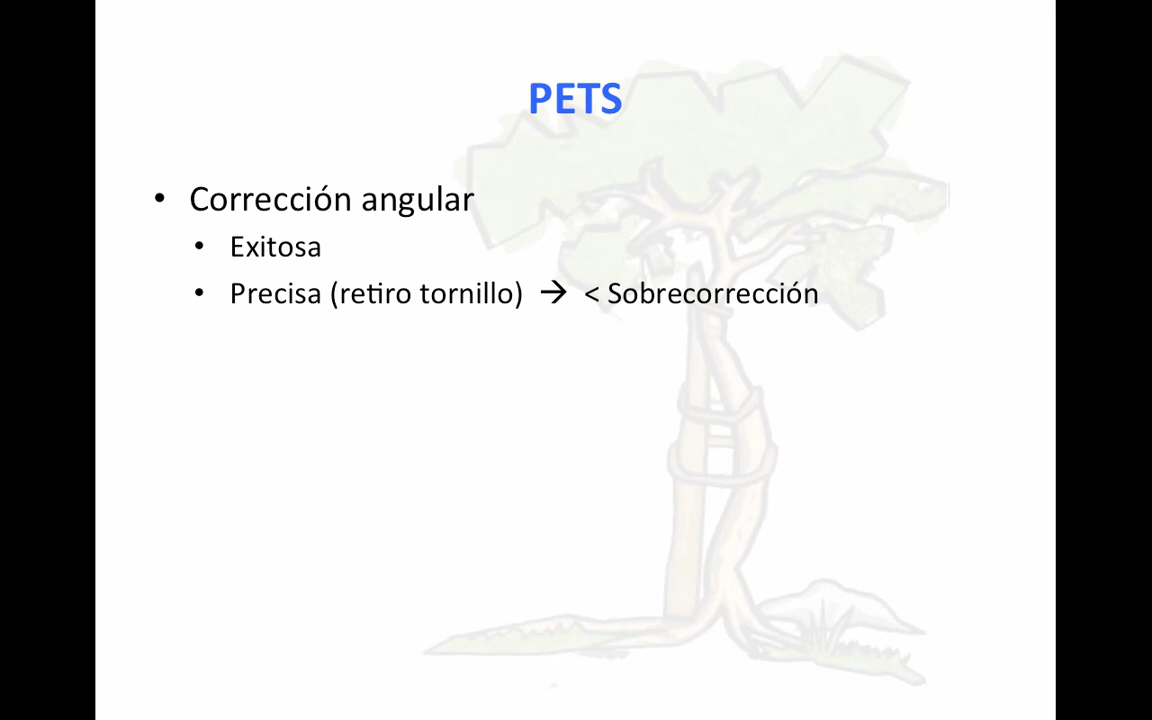 PETS
• Corrección angular
• Exitosa
• Precisa (retiro tornillo) → < Sobrecorrección